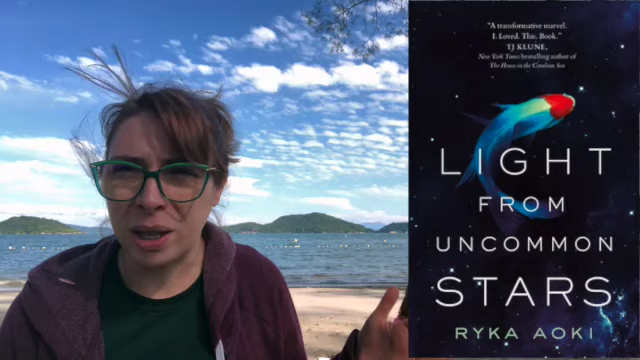 "A transformative marvel.
I. Loved. This. Book."
TJ KLUNE,
New York Times bestselling author of
The House in the Cerulean Sea
LIGHT
FROM
UNCOMMON
STARS
RYKA AOKI